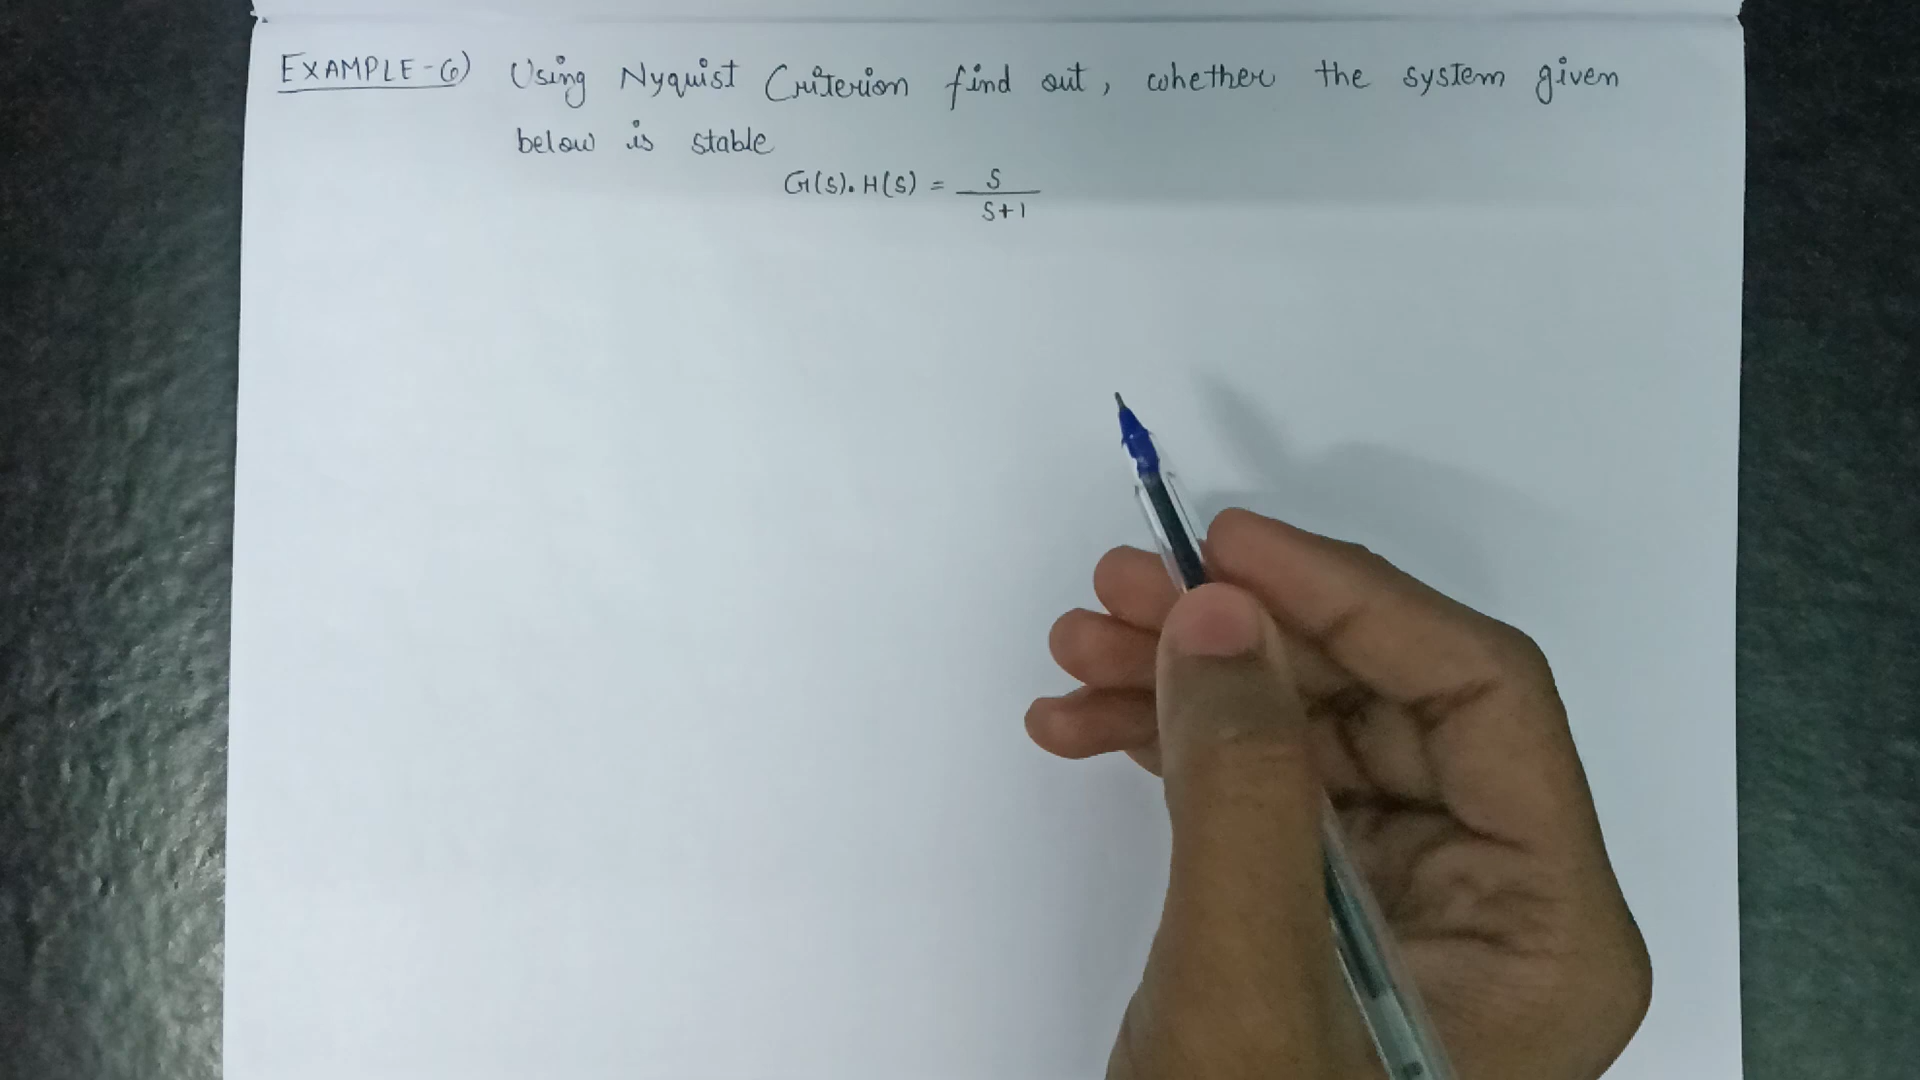 EXAMPLE-6) Using Nyquist Criterion find out, whether the system given
below is stable
G(s).H(s) = s
s+1